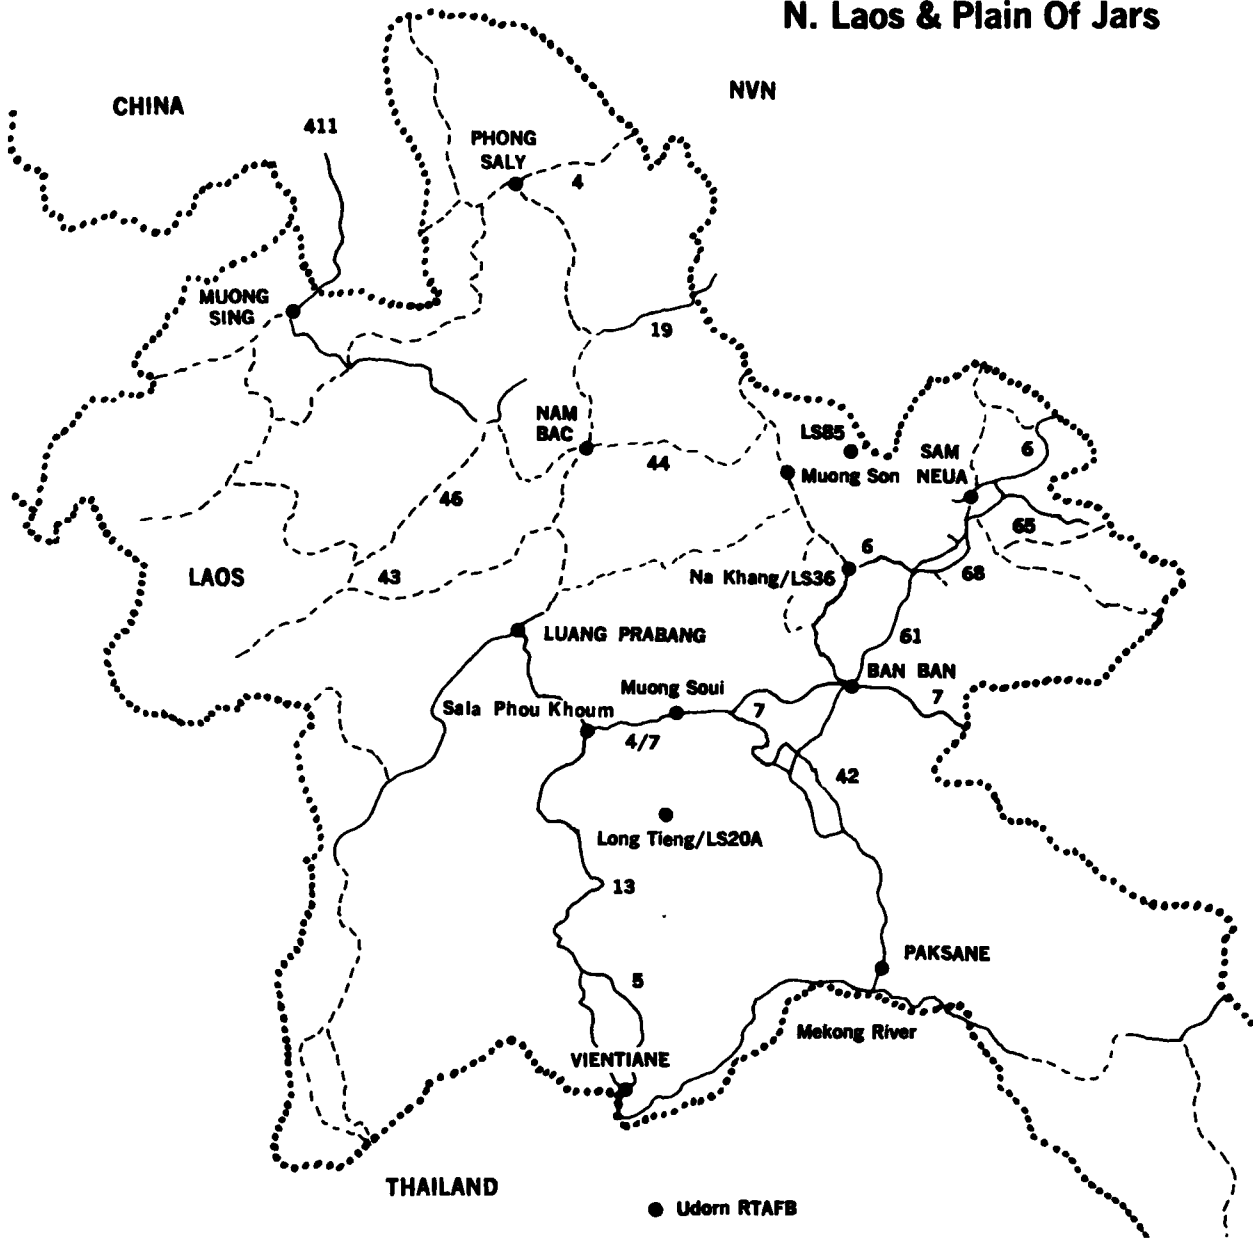 N. Laos & Plain Of Jars
NVN
CHINA
411
PHONG
SALY
4
MUONG
SING
19
NAM
BAC
LS85
SAM
NEUA
6
44
Muong Son
46
65
LAOS
43
6
Na Khang/LS36
68
LUANG PRABANG
61
BAN BAN
Muong Soui
7
Sala Phou Khoum
7
4/7
42
Long Tieng/LS20A
13
PAKSANE
5
Mekong River
VIENTIANE
THAILAND
Udorn RTAFB